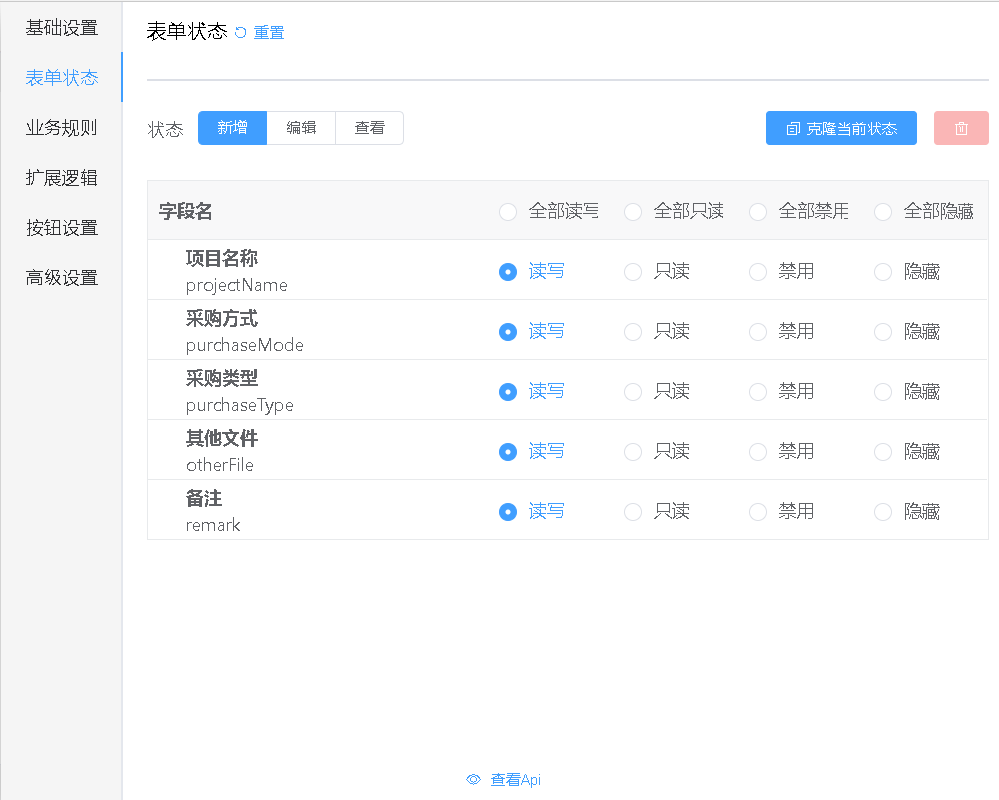 基础设置
表单状态
业务规则
扩展逻辑
按钮设置
高级设置
表单状态 重置
状态 新增 编辑 查看 克隆当前状态
字段名 全部读写 全部只读 全部禁用 全部隐藏
项目名称
projectName
读写 只读 禁用 隐藏
采购方式
purchaseMode
读写 只读 禁用 隐藏
采购类型
purchaseType
读写 只读 禁用 隐藏
其他文件
otherFile
读写 只读 禁用 隐藏
备注
remark
读写 只读 禁用 隐藏
查看Api